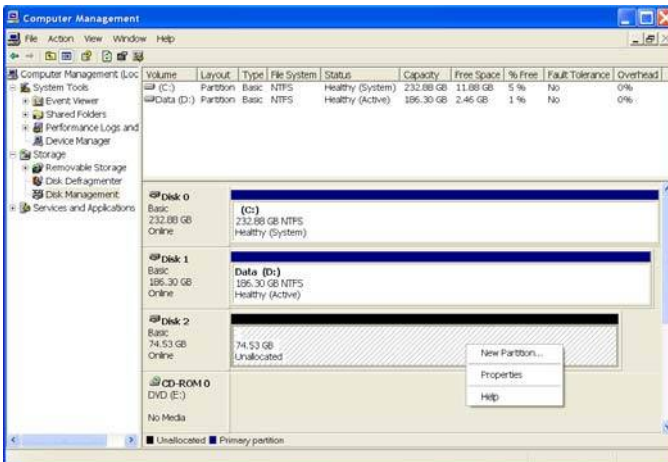 Computer Management
File Action View Window Help
Computer Management (Loc
System Tools
Event Viewer
Shared Folders
Performance Logs and
Device Manager
Storage
Removable Storage
Disk Defragmenter
Disk Management
Services and Applications
Volume Layout Type File System Status Capacity Free Space % Free Fault Tolerance Overhead
(C:) Partition Basic NTFS Healthy (System) 232.88 GB 11.88 GB 5 % No 0%
Data (D:) Partition Basic NTFS Healthy (Active) 186.30 GB 2.46 GB 1 % No 0%
Disk 0
Basic
232.88 GB
Online
(C:)
232.88 GB NTFS
Healthy (System)
Disk 1
Basic
186.30 GB
Online
Data (D:)
186.30 GB NTFS
Healthy (Active)
Disk 2
Basic
74.53 GB
Online
74.53 GB
Unallocated
New Partition...
Properties
Help
CD-ROM 0
DVD (E:)
No Media
Unallocated Primary partition